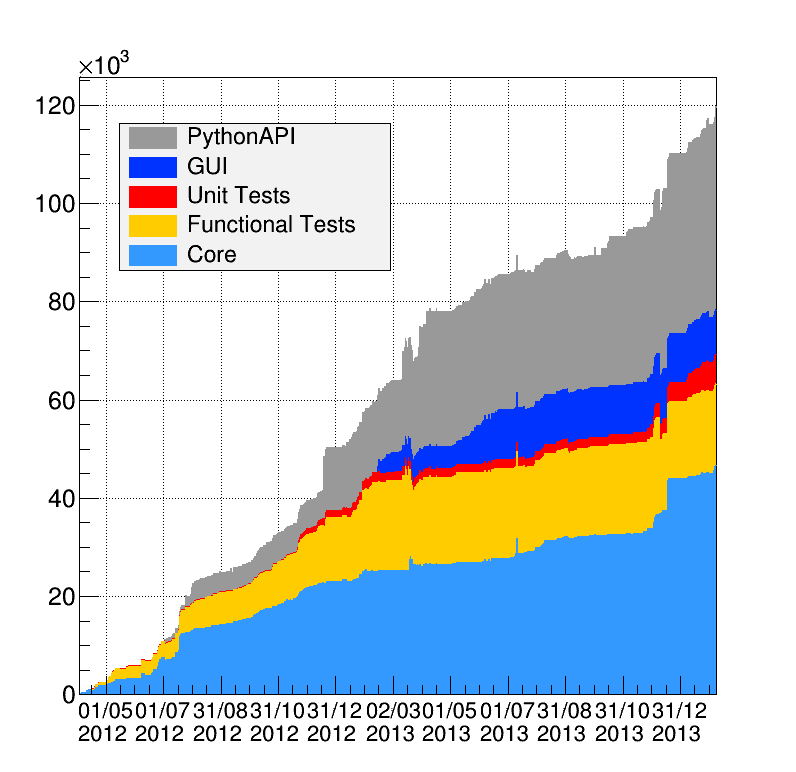 ×10³
120
100
80
60
40
20
0
PythonAPI
GUI
Unit Tests
Functional Tests
Core
01/05 01/07 31/08 31/10 31/12 02/03 01/05 01/07 31/08 31/10 31/12
2012 2012 2012 2012 2012 2013 2013 2013 2013 2013 2013